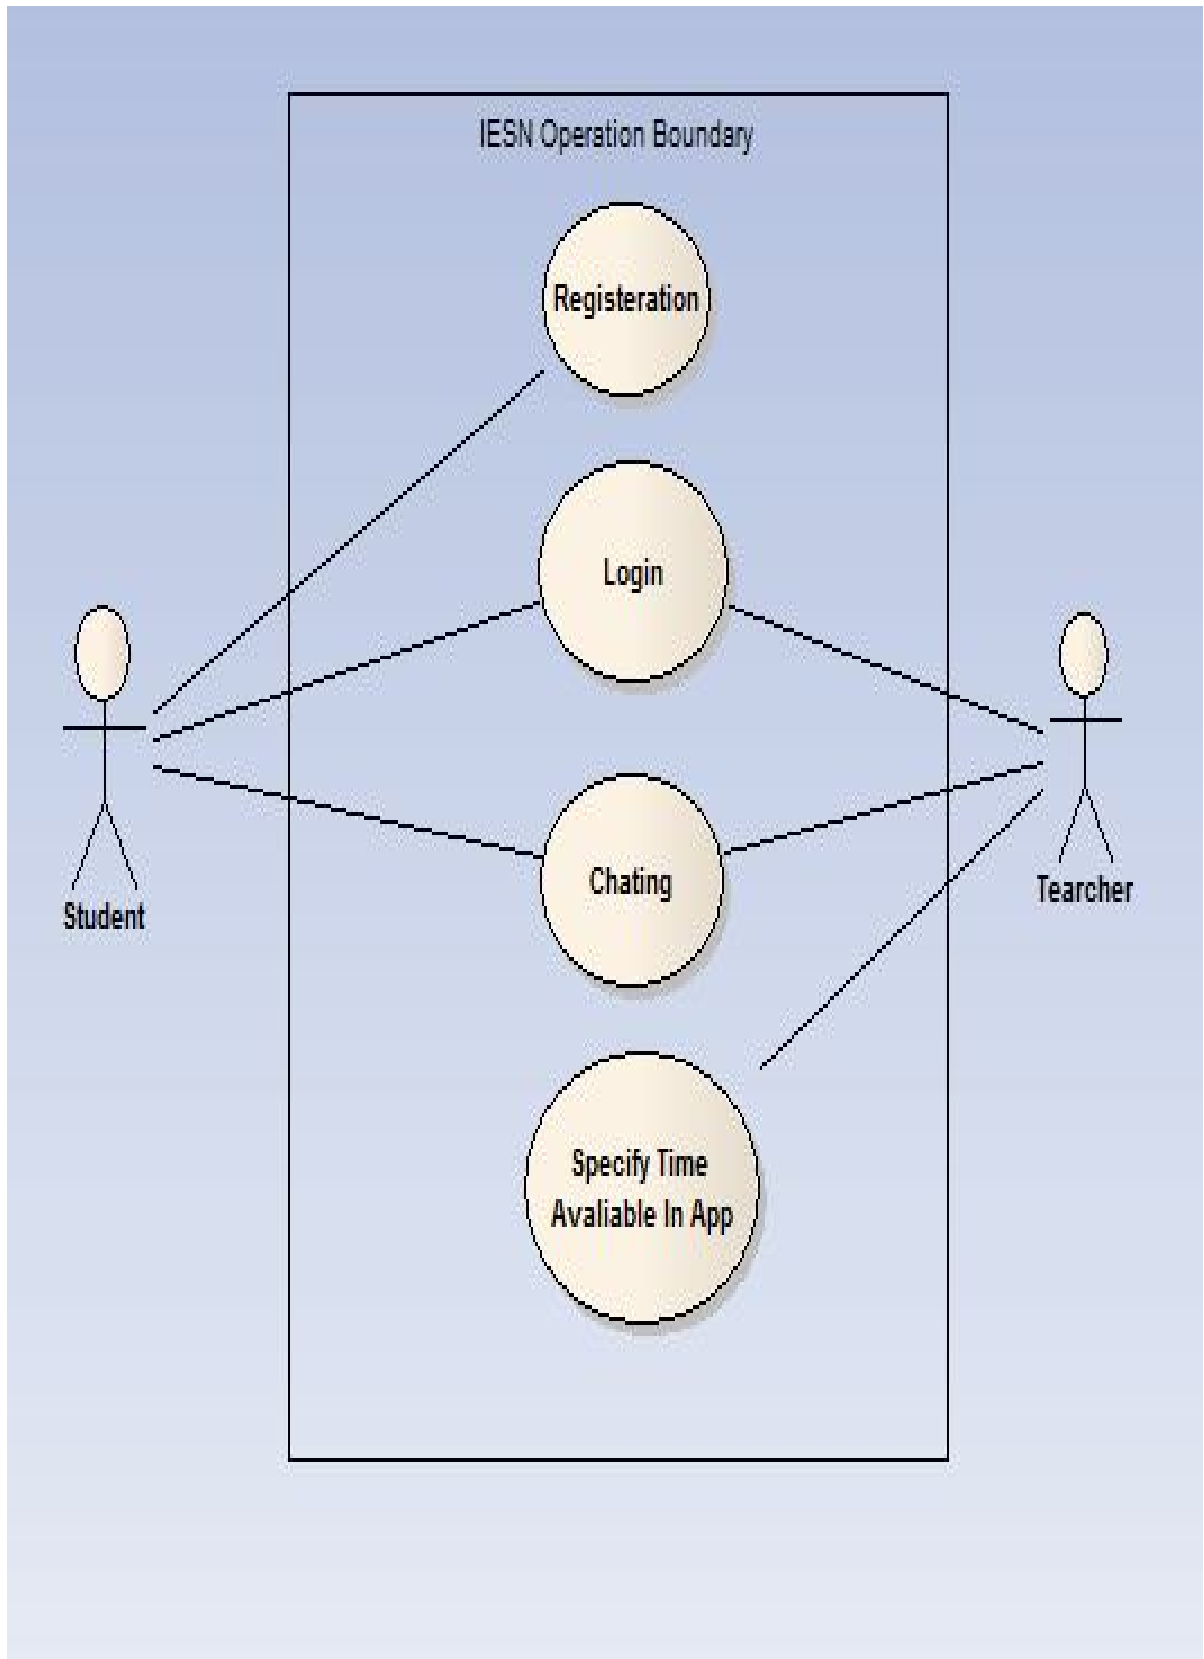 IESN Operation Boundary
Registeration
Login
Chating
Student
Tearcher
Specify Time
Avaliable In App